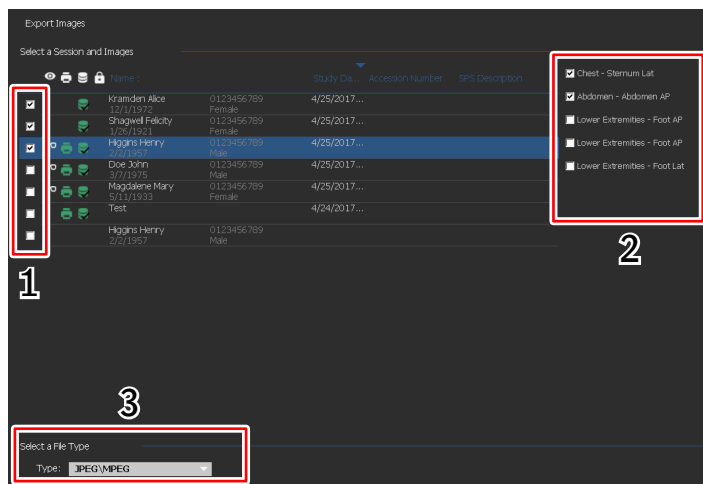 Export Images
Select a Session and Images
Name :
Study Da...
Accession Number
SPS Description
Kramden Alice
0123456789
4/25/2017...
12/1/1972
Female
Shagwell Felicity
0123456789
4/25/2017...
1/26/1921
Female
Higgins Henry
0123456789
4/25/2017...
2/2/1957
Male
Doe John
0123456789
4/25/2017...
3/7/1975
Male
Magdalene Mary
0123456789
4/25/2017...
5/11/1933
Female
Test
4/24/2017...
Higgins Henry
0123456789
2/2/1957
Male
1
Chest - Sternum Lat
Abdomen - Abdomen AP
Lower Extremities - Foot AP
Lower Extremities - Foot AP
Lower Extremities - Foot Lat
2
3
Select a File Type
Type: JPEG\MPEG